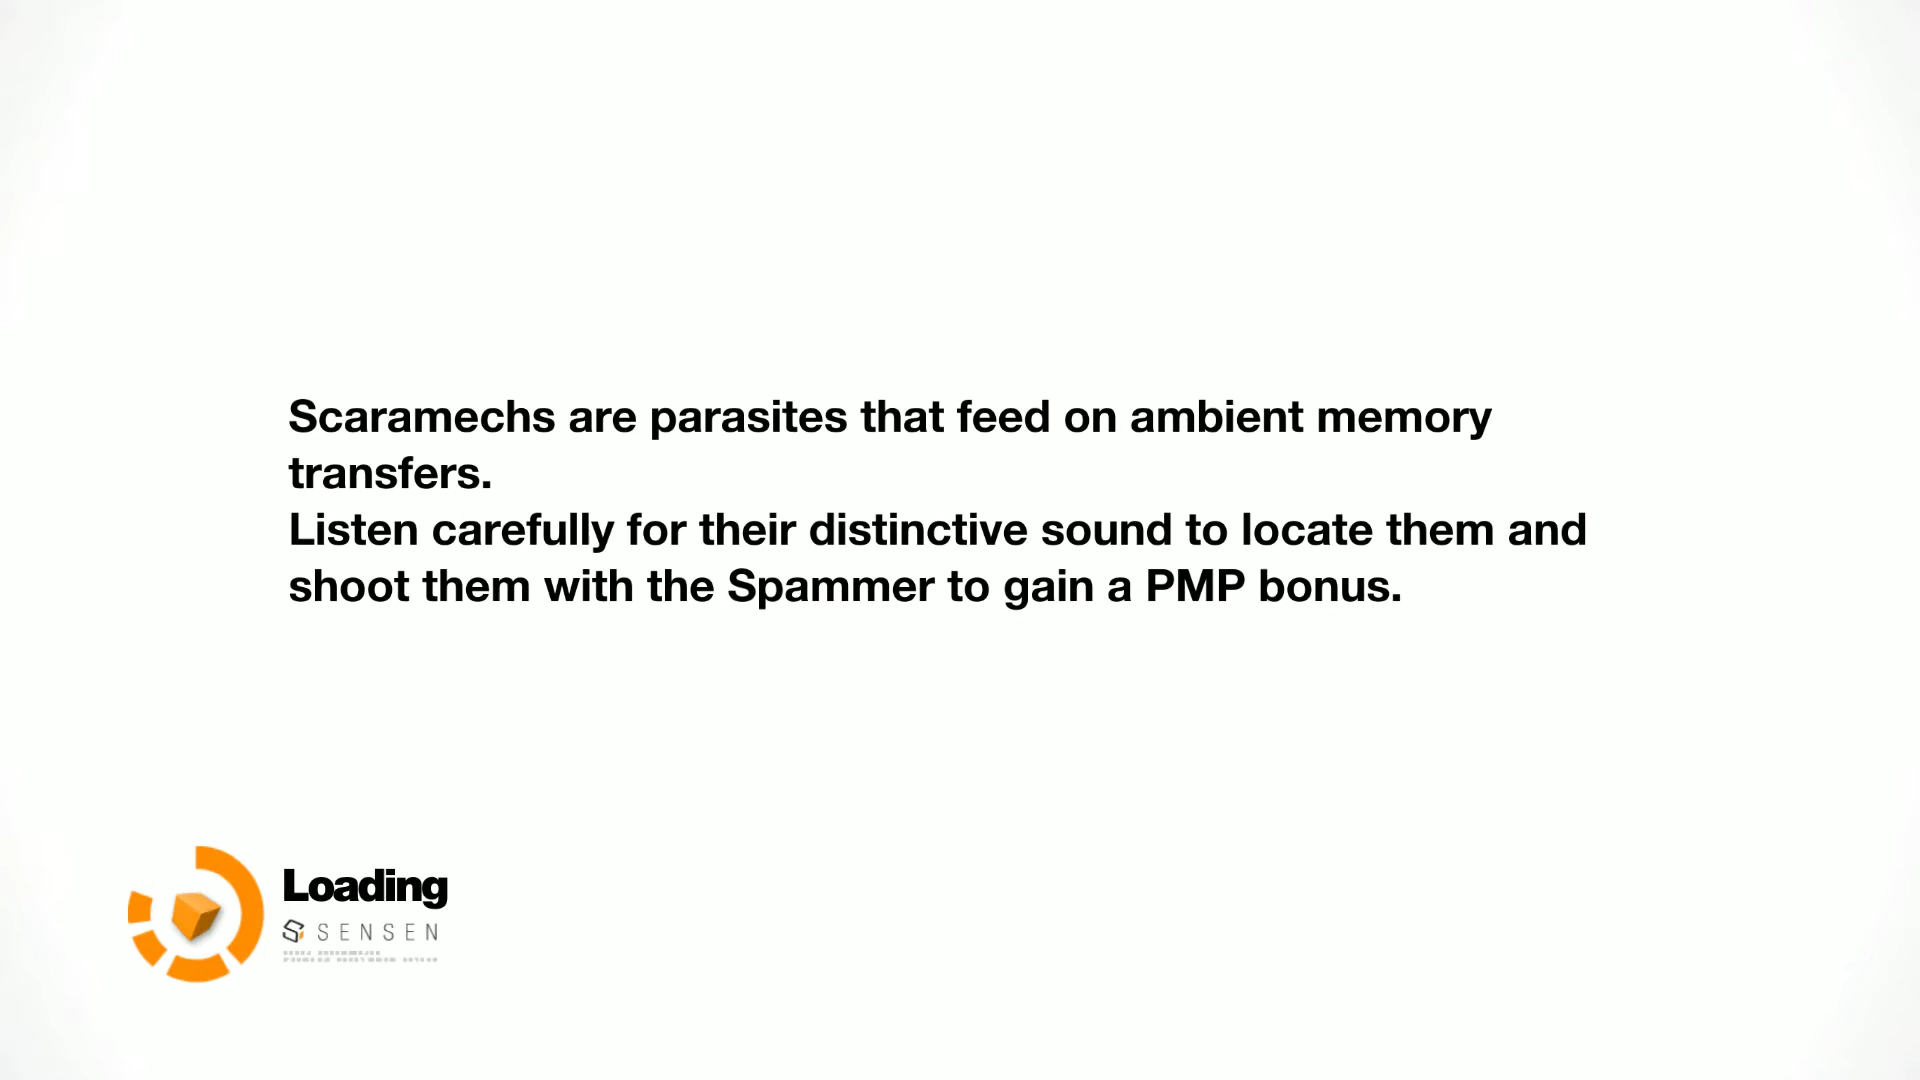 Scaramechs are parasites that feed on ambient memory
transfers.
Listen carefully for their distinctive sound to locate them and
shoot them with the Spammer to gain a PMP bonus.
Loading
SENSEN